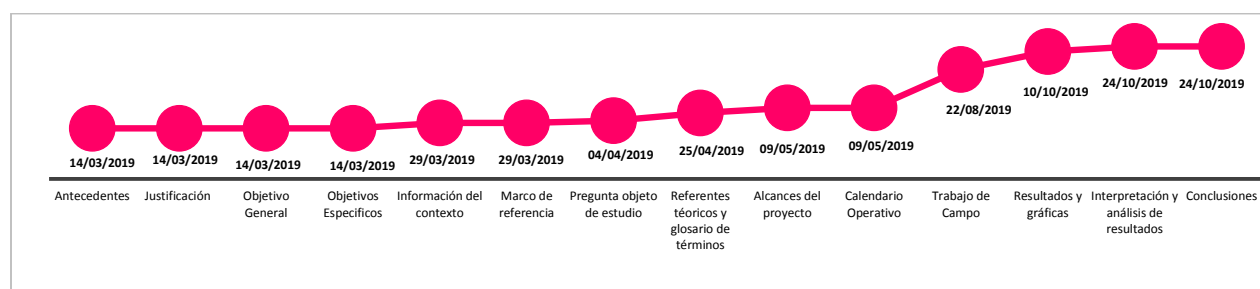 14/03/2019 14/03/2019 14/03/2019 14/03/2019 29/03/2019 29/03/2019 04/04/2019 25/04/2019 09/05/2019 09/05/2019 22/08/2019 10/10/2019 24/10/2019 24/10/2019
Antecedentes
Justificación
Objetivo
General
Objetivos
Especificos
Información del
contexto
Marco de
referencia
Pregunta objeto
de estudio
Referentes
téoricos y
glosario de
términos
Alcances del
proyecto
Calendario
Operativo
Trabajo de
Campo
Resultados y
gráficas
Interpretación y
análisis de
resultados
Conclusiones